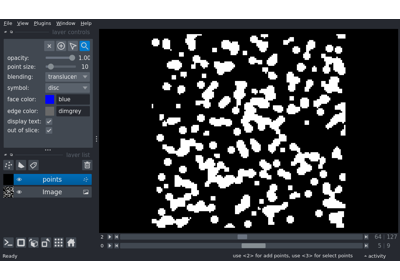 File View Plugins Window Help
layer controls
opacity: 1.00
point size: 10
blending: translucen
symbol: disc
face color: blue
edge color: dimgrey
display text:
out of slice:
layer list
points
Image
2 64 127
0 5 9
Ready use <2> for add points, use <3> for select points activity